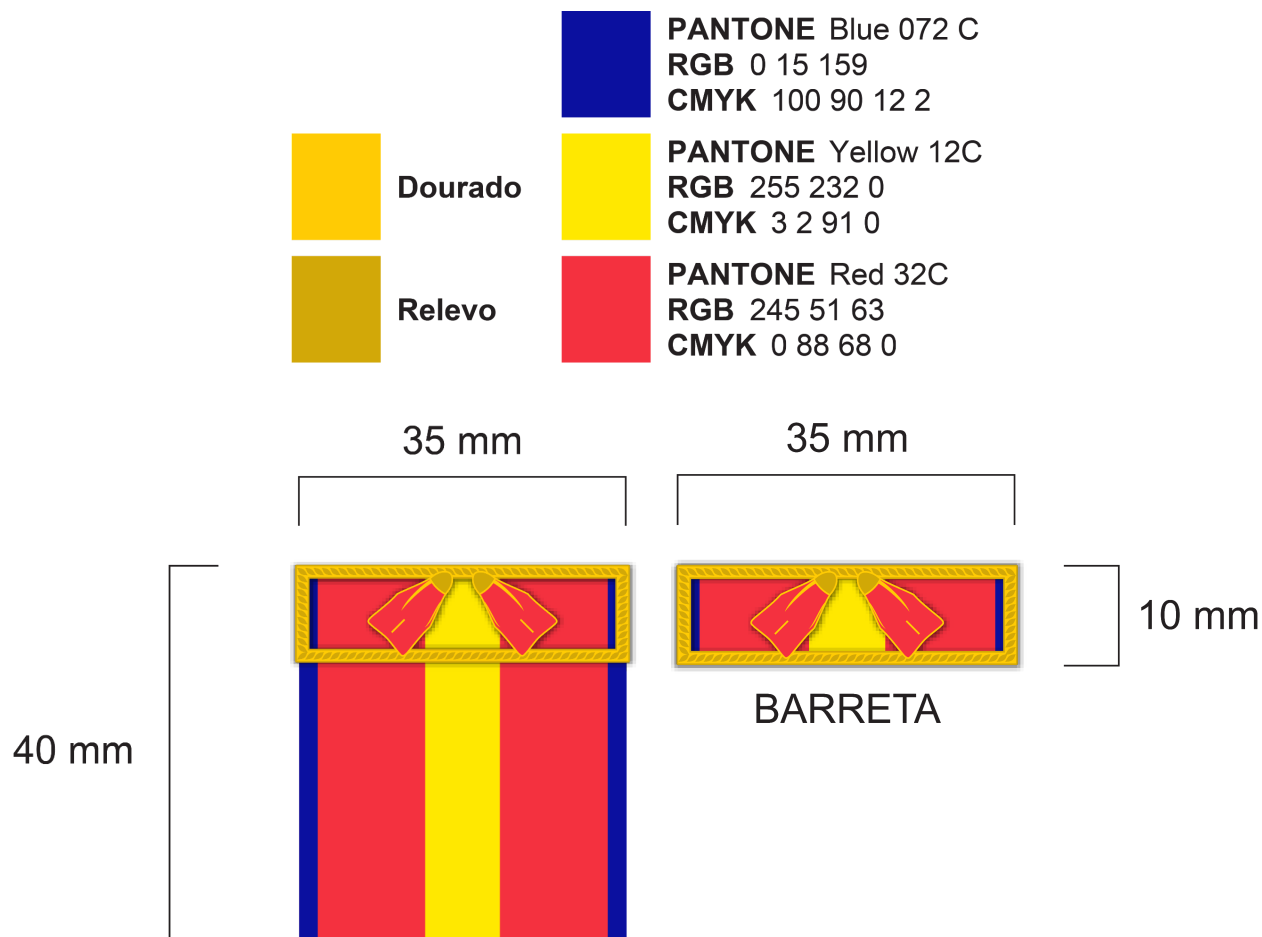 PANTONE Blue 072 C
RGB 0 15 159
CMYK 100 90 12 2
Dourado
PANTONE Yellow 12C
RGB 255 232 0
CMYK 3 2 91 0
Relevo
PANTONE Red 32C
RGB 245 51 63
CMYK 0 88 68 0
35 mm
35 mm
10 mm
BARRETA
40 mm